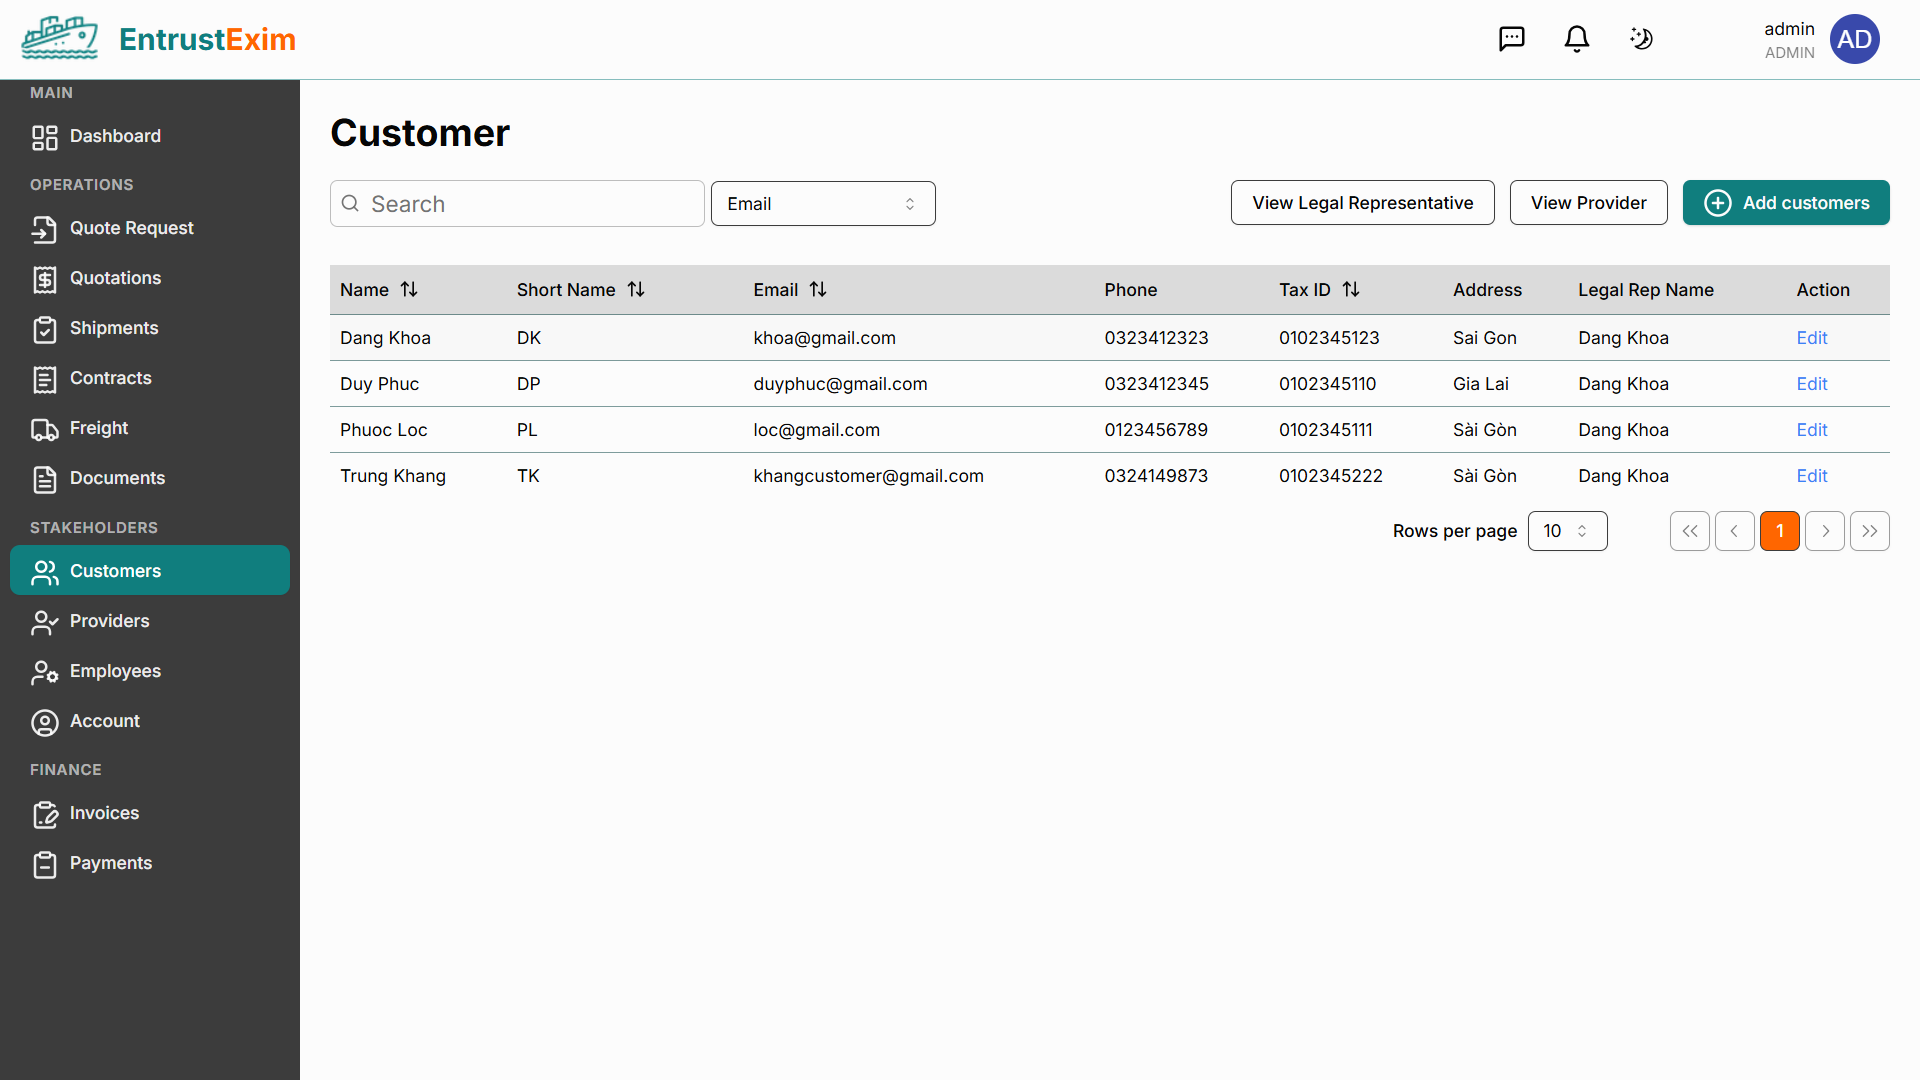 EntrustExim
admin
ADMIN
AD
MAIN
Dashboard
OPERATIONS
Quote Request
Quotations
Shipments
Contracts
Freight
Documents
STAKEHOLDERS
Customers
Providers
Employees
Account
FINANCE
Invoices
Payments
Customer
Search
Email
View Legal Representative
View Provider
Add customers
Name Short Name Email Phone Tax ID Address Legal Rep Name Action
Dang Khoa DK khoa@gmail.com 0323412323 0102345123 Sai Gon Dang Khoa Edit
Duy Phuc DP duyphuc@gmail.com 0323412345 0102345110 Gia Lai Dang Khoa Edit
Phuoc Loc PL loc@gmail.com 0123456789 0102345111 Sài Gòn Dang Khoa Edit
Trung Khang TK khangcustomer@gmail.com 0324149873 0102345222 Sài Gòn Dang Khoa Edit
Rows per page 10 1